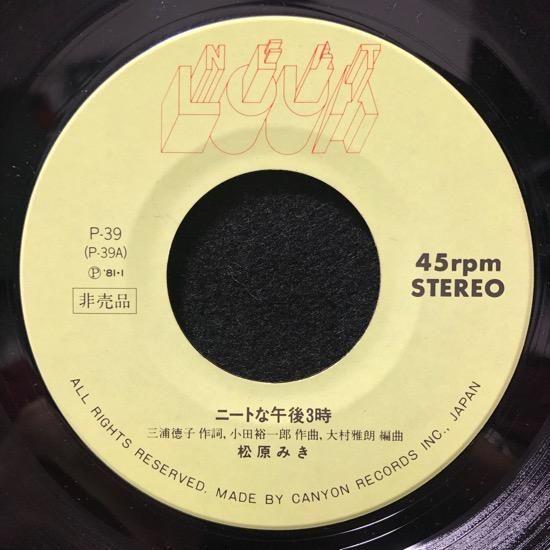 NEAT
LOOK
P-39
(P-39A)
Ⓟ '81・1
非売品
45rpm
STEREO
ニートな午後3時
三浦徳子 作詞, 小田裕一郎 作曲, 大村雅朗 編曲
松原みき
ALL RIGHTS RESERVED. MADE BY CANYON RECORDS INC., JAPAN